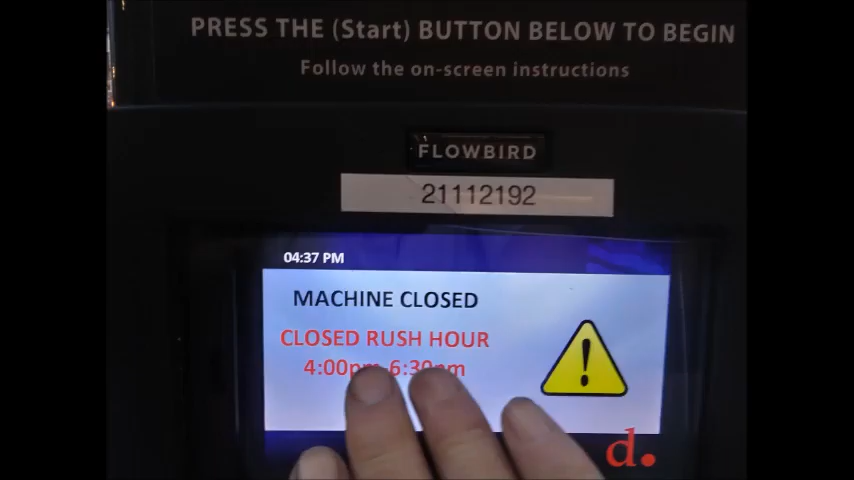 PRESS THE (Start) BUTTON BELOW TO BEGIN
Follow the on-screen instructions
FLOWBIRD
21112192
04:37 PM
MACHINE CLOSED
CLOSED RUSH HOUR
4:00pm-6:30pm
d.